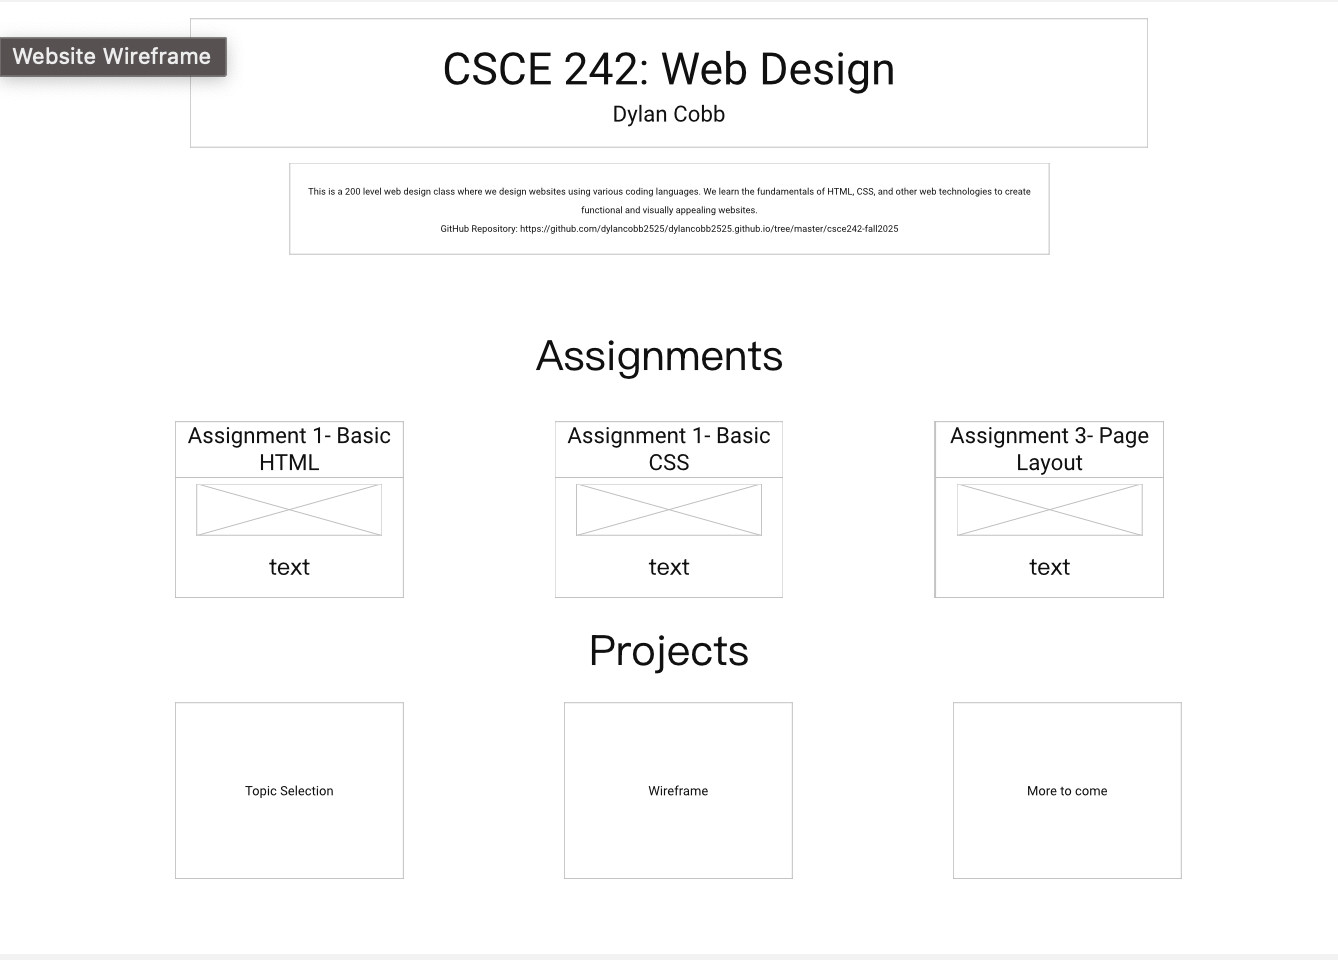 Website Wireframe
CSCE 242: Web Design
Dylan Cobb
This is a 200 level web design class where we design websites using various coding languages. We learn the fundamentals of HTML, CSS, and other web technologies to create
functional and visually appealing websites.
GitHub Repository: https://github.com/dylancobb2525/dylancobb2525.github.io/tree/master/csce242-fall2025
Assignments
Assignment 1- Basic
HTML
text
Assignment 1- Basic
CSS
text
Assignment 3- Page
Layout
text
Projects
Topic Selection
Wireframe
More to come